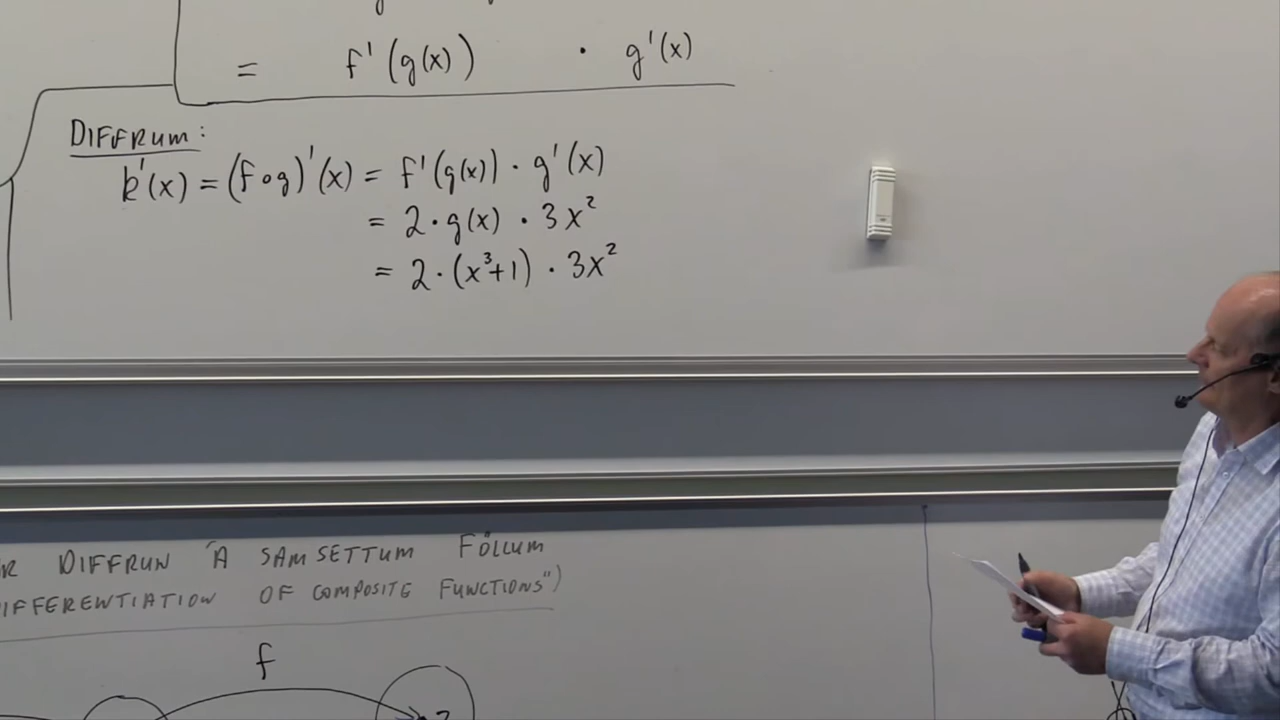 = f'(g(x)) · g'(x)
DIFFRUM:
k'(x) = (f∘g)'(x) = f'(g(x)) · g'(x)
= 2·g(x) · 3x²
= 2·(x³+1) · 3x²
R DIFFRUN Á SAMSETTUM FÖLLUM
IFFERENTIATION OF COMPOSITE FUNCTIONS")
f